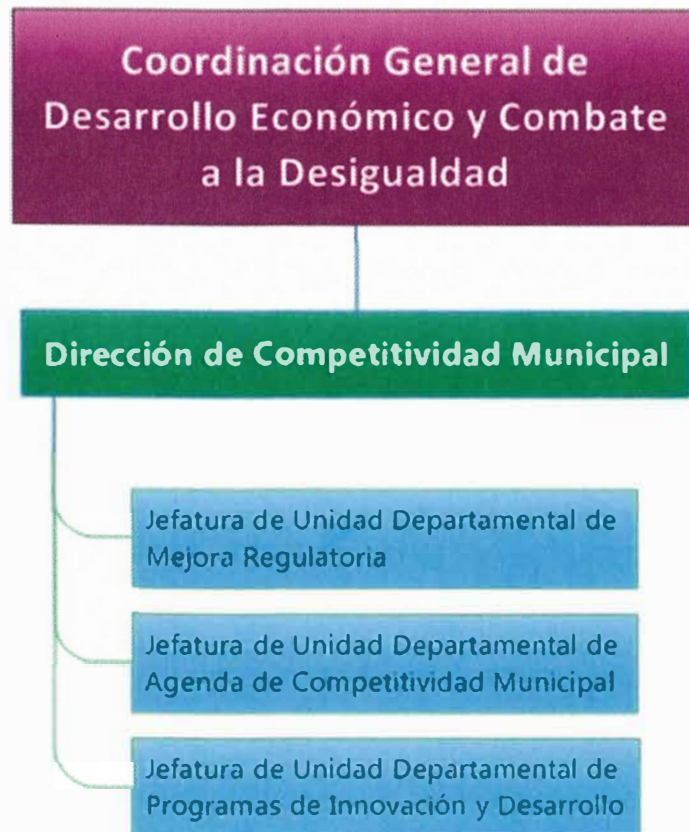 Coordinación General de
Desarrollo Económico y Combate
a la Desigualdad
Dirección de Competitividad Municipal
Jefatura de Unidad Departamental de
Mejora Regulatoria
Jefatura de Unidad Departamental de
Agenda de Competitividad Municipal
Jefatura de Unidad Departamental de
Programas de Innovación y Desarrollo